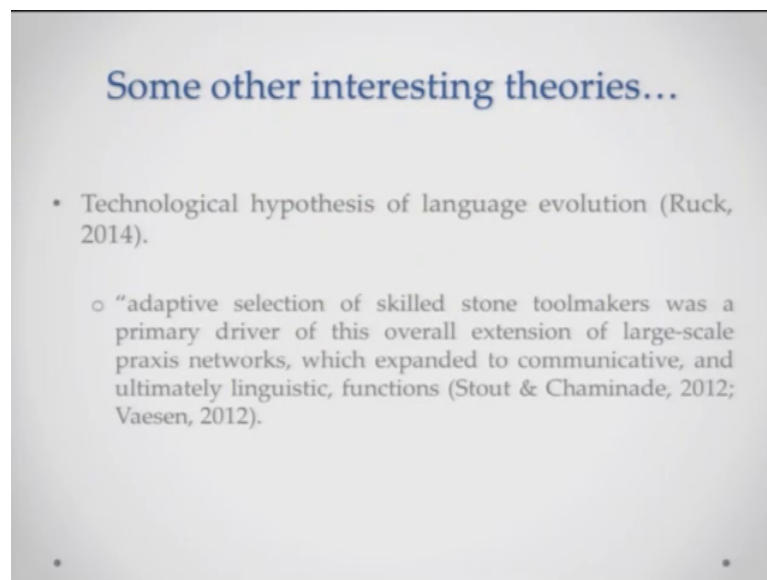 Some other interesting theories...
• Technological hypothesis of language evolution (Ruck,
2014).
o "adaptive selection of skilled stone toolmakers was a
primary driver of this overall extension of large-scale
praxis networks, which expanded to communicative, and
ultimately linguistic, functions (Stout & Chaminade, 2012;
Vaesen, 2012).